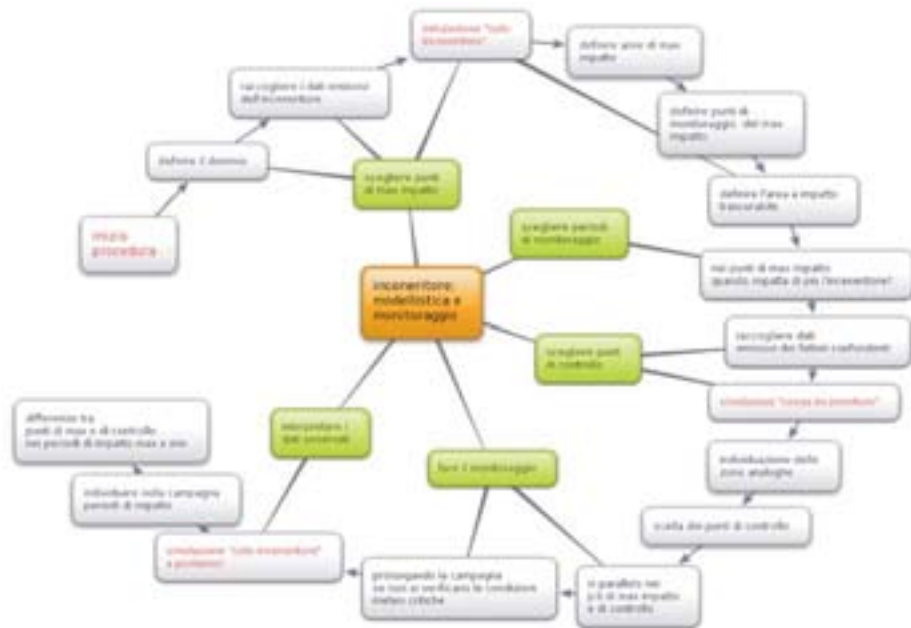 simulazione "solo
inceneritore"
definire aree di max
impatto
raccogliere i dati emissivi
dell'inceneritore
definire punti di
monitoraggio del max
impatto
definire il dominio
scegliere punti
di max impatto
definire l'area a impatto
trascurabile
inizio
procedura
scegliere periodi
di monitoraggio
nei punti di max impatto
quando impatta di più l'inceneritore?
inceneritore:
modellistica e
monitoraggio
raccogliere dati
emissivi dei fattori confondenti
scegliere punti
di controllo
simulazione "senza inceneritore"
differenze tra
punti di max e di controllo
nei periodi di impatto max e min
interpretare i
dati osservati
individuazione delle
zone analoghe
fare il monitoraggio
individuare nella campagna
periodi di impatto
scelta dei punti di controllo
simulazione "solo inceneritore"
a posteriori
prolungando la campagna
se non si verificano le condizioni
meteo critiche
in parallelo nei
p.ti di max impatto
e di controllo